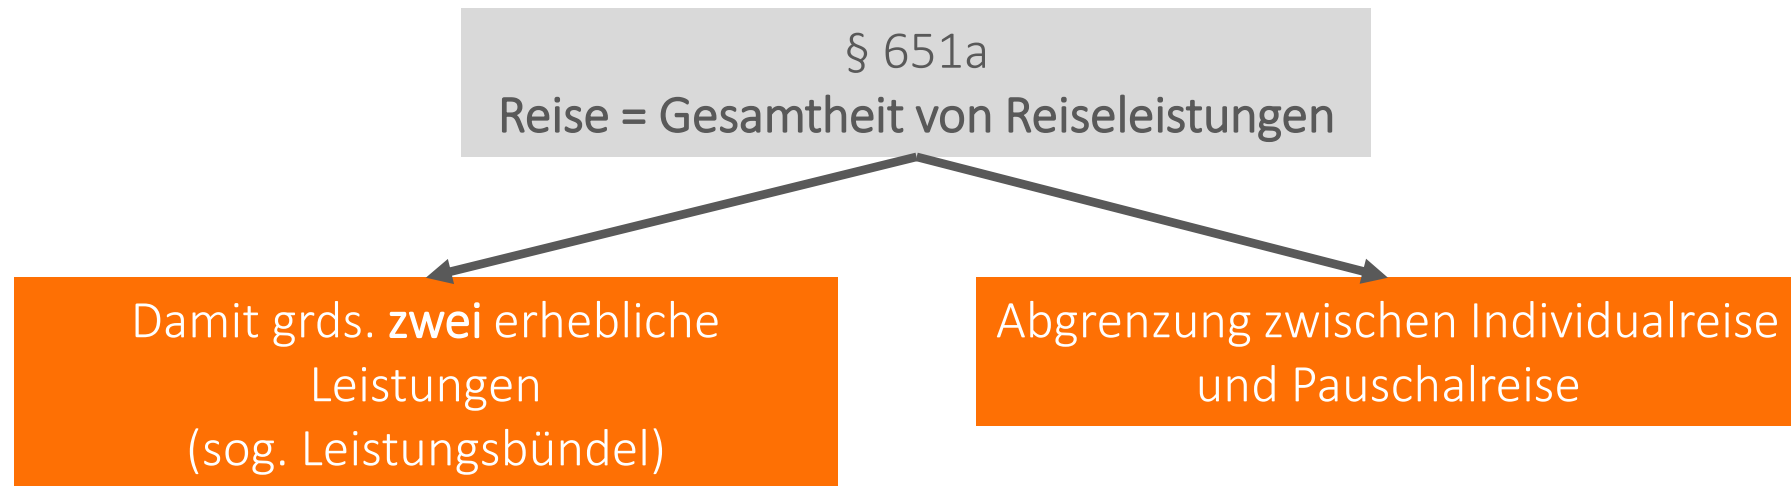 § 651a
Reise = Gesamtheit von Reiseleistungen
Damit grds. zwei erhebliche
Leistungen
(sog. Leistungsbündel)
Abgrenzung zwischen Individualreise
und Pauschalreise